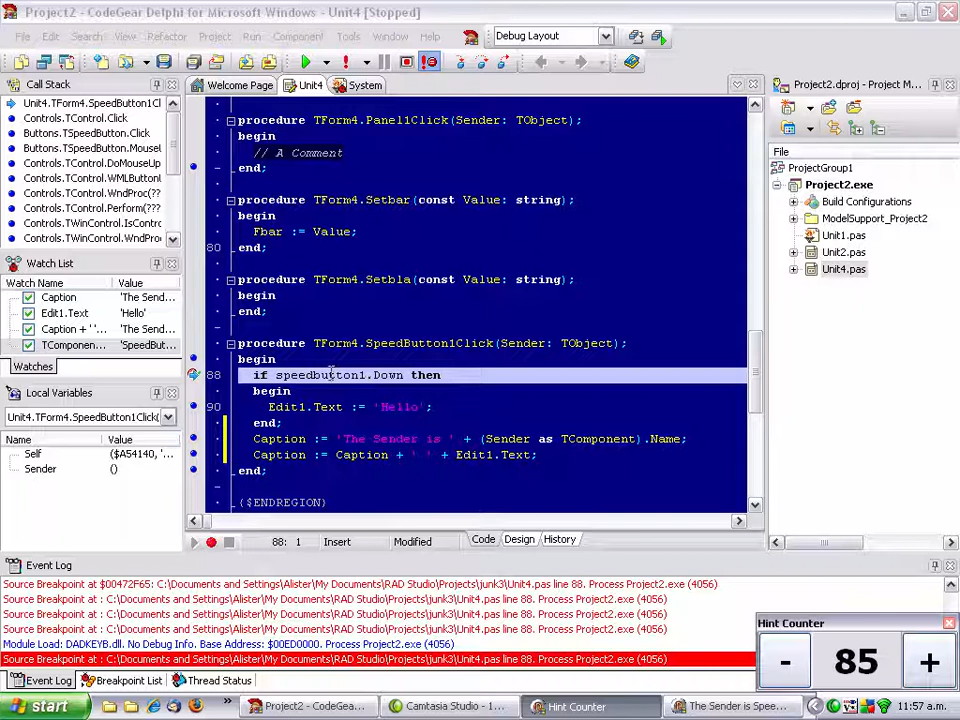 Project2 - CodeGear Delphi for Microsoft Windows - Unit4 [Stopped]
File Edit Search View Refactor Project Run Component Tools Window Help
Debug Layout
Call Stack
Unit4.TForm4.SpeedButton1Cl
Controls.TControl.Click
Buttons.TSpeedButton.Click
Buttons.TSpeedButton.MouseU
Controls.TControl.DoMouseUp
Controls.TControl.WMLButton
Controls.TControl.WndProc(??
Controls.TControl.Perform(???
Controls.TWinControl.IsContro
Controls.TWinControl.WndProc
Watch List
Watch Name Value
Caption 'The Send...
Edit1.Text 'Hello'
Caption + ' '... 'The Send...
TComponen... 'SpeedBut...
Watches
Local Variables
Unit4.TForm4.SpeedButton1Click(
Name Value
Self ($A54140, '...
Sender ()
Welcome Page Unit4 System
procedure TForm4.Panel1Click(Sender: TObject);
begin
// A Comment
end;
procedure TForm4.Setbar(const Value: string);
begin
Fbar := Value;
80 end;
procedure TForm4.Setbla(const Value: string);
begin
end;
procedure TForm4.SpeedButton1Click(Sender: TObject);
begin
88 if speedbutton1.Down then
begin
90 Edit1.Text := 'Hello';
end;
Caption := 'The Sender is ' + (Sender as TComponent).Name;
Caption := Caption + ' ' + Edit1.Text;
end;
{$ENDREGION}
88: 1 Insert Modified Code Design History
Project2.dproj - Project M...
File
ProjectGroup1
Project2.exe
Build Configurations
ModelSupport_Project2
Unit1.pas
Unit2.pas
Unit4.pas
Event Log
Source Breakpoint at $00472F65: C:\Documents and Settings\Alister\My Documents\RAD Studio\Projects\junk3\Unit4.pas line 88. Process Project2.exe (4056)
Source Breakpoint at : C:\Documents and Settings\Alister\My Documents\RAD Studio\Projects\junk3\Unit4.pas line 88. Process Project2.exe (4056)
Source Breakpoint at : C:\Documents and Settings\Alister\My Documents\RAD Studio\Projects\junk3\Unit4.pas line 88. Process Project2.exe (4056)
Source Breakpoint at : C:\Documents and Settings\Alister\My Documents\RAD Studio\Projects\junk3\Unit4.pas line 88. Process Project2.exe (4056)
Module Load: DADKEYB.dll. No Debug Info. Base Address: $00ED0000. Process Project2.exe (4056)
Source Breakpoint at : C:\Documents and Settings\Alister\My Documents\RAD Studio\Projects\junk3\Unit4.pas line 88. Process Project2.exe (4056)
Event Log Breakpoint List Thread Status
Hint Counter
- 85 +
start Project2 - CodeGea... Camtasia Studio - 1... Hint Counter The Sender is Spee... 11:57 a.m.